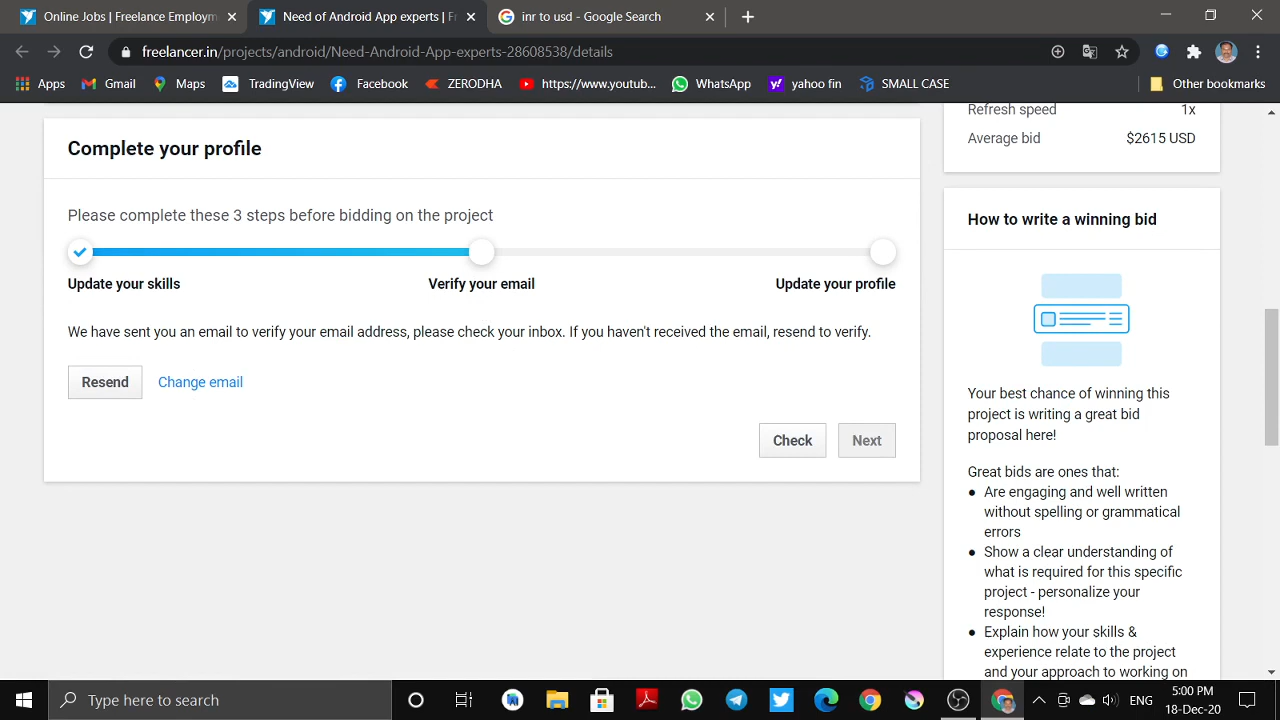 Online Jobs | Freelance Employm
Need of Android App experts | Fr
inr to usd - Google Search
freelancer.in/projects/android/Need-Android-App-experts-28608538/details
Apps
Gmail
Maps
TradingView
Facebook
ZERODHA
https://www.youtub...
WhatsApp
yahoo fin
SMALL CASE
Other bookmarks
Complete your profile
Please complete these 3 steps before bidding on the project
Update your skills
Verify your email
Update your profile
We have sent you an email to verify your email address, please check your inbox. If you haven't received the email, resend to verify.
Resend
Change email
Check
Next
Refresh speed 1x
Average bid $2615 USD
How to write a winning bid
Your best chance of winning this
project is writing a great bid
proposal here!
Great bids are ones that:
● Are engaging and well written
without spelling or grammatical
errors
● Show a clear understanding of
what is required for this specific
project - personalize your
response!
● Explain how your skills &
experience relate to the project
and your approach to working on
Type here to search
ENG
5:00 PM
18-Dec-20